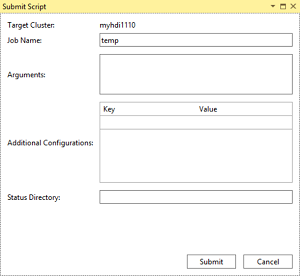 Submit Script
Target Cluster: myhdi1110
Job Name: temp
Arguments:
Key Value
Additional Configurations:
Status Directory:
Submit Cancel